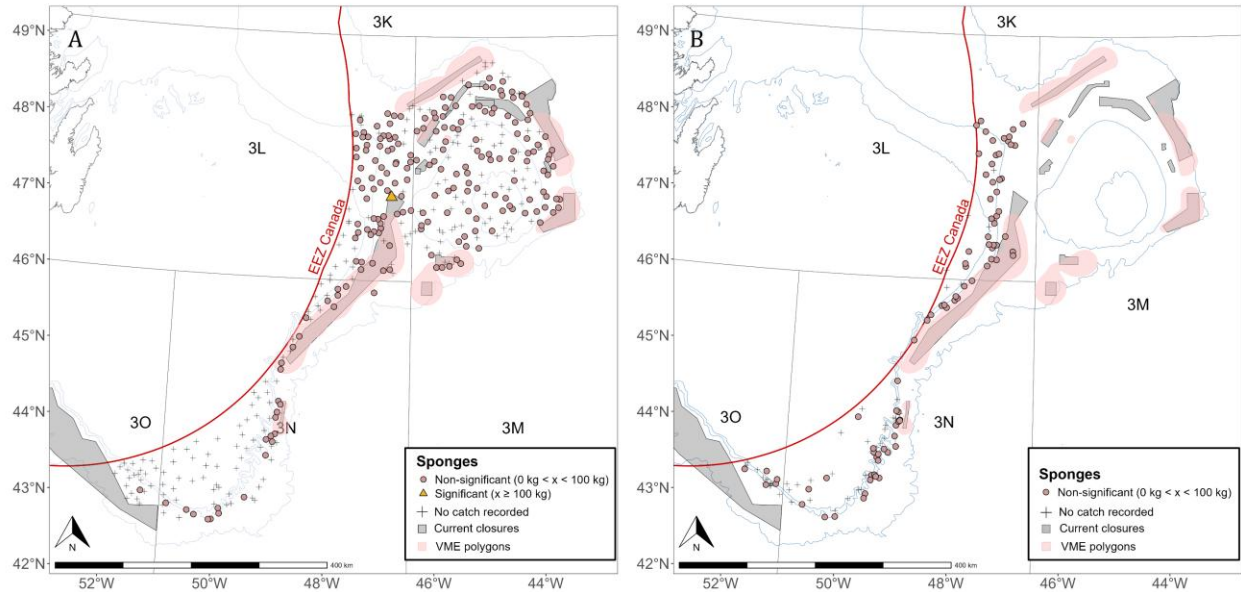 A
3K
49°N
48°N
47°N
46°N
45°N
44°N
43°N
42°N
3L
EEZ Canada
3O
3N
3M
Sponges
Non-significant (0 kg < x < 100 kg)
Significant (x ≥ 100 kg)
No catch recorded
Current closures
VME polygons
N
400 km
52°W 50°W 48°W 46°W 44°W
B
3K
49°N
48°N
47°N
46°N
45°N
44°N
43°N
42°N
3L
EEZ Canada
3M
3O
3N
Sponges
Non-significant (0 kg < x < 100 kg)
No catch recorded
Current closures
VME polygons
N
400 km
52°W 50°W 48°W 46°W 44°W